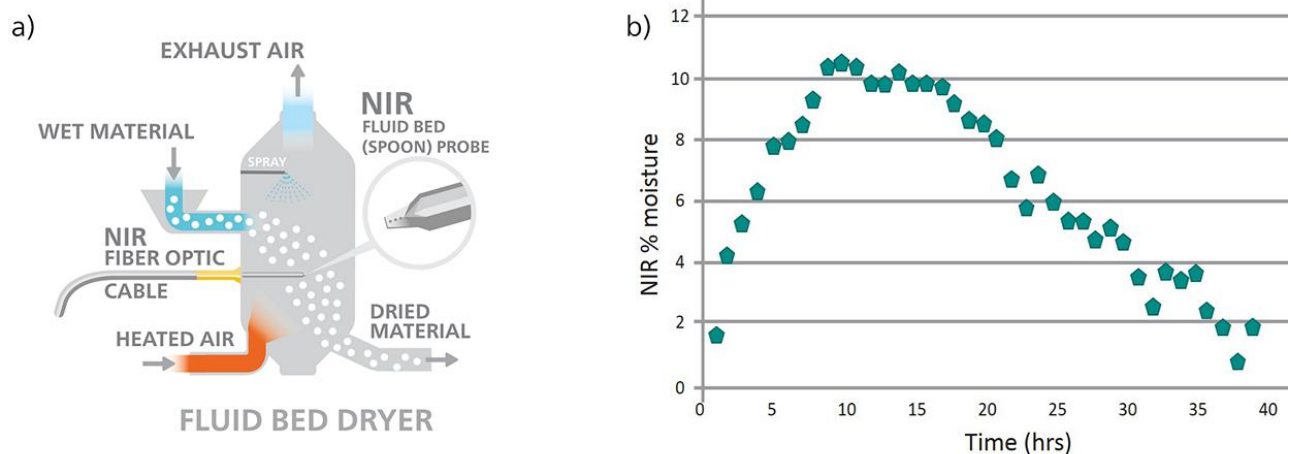 a)
EXHAUST AIR
WET MATERIAL
NIR
FLUID BED
(SPOON) PROBE
SPRAY
NIR
FIBER OPTIC
CABLE
HEATED AIR
DRIED
MATERIAL
FLUID BED DRYER
b)
NIR % moisture
12
10
8
6
4
2
0
0 5 10 15 20 25 30 35 40
Time (hrs)